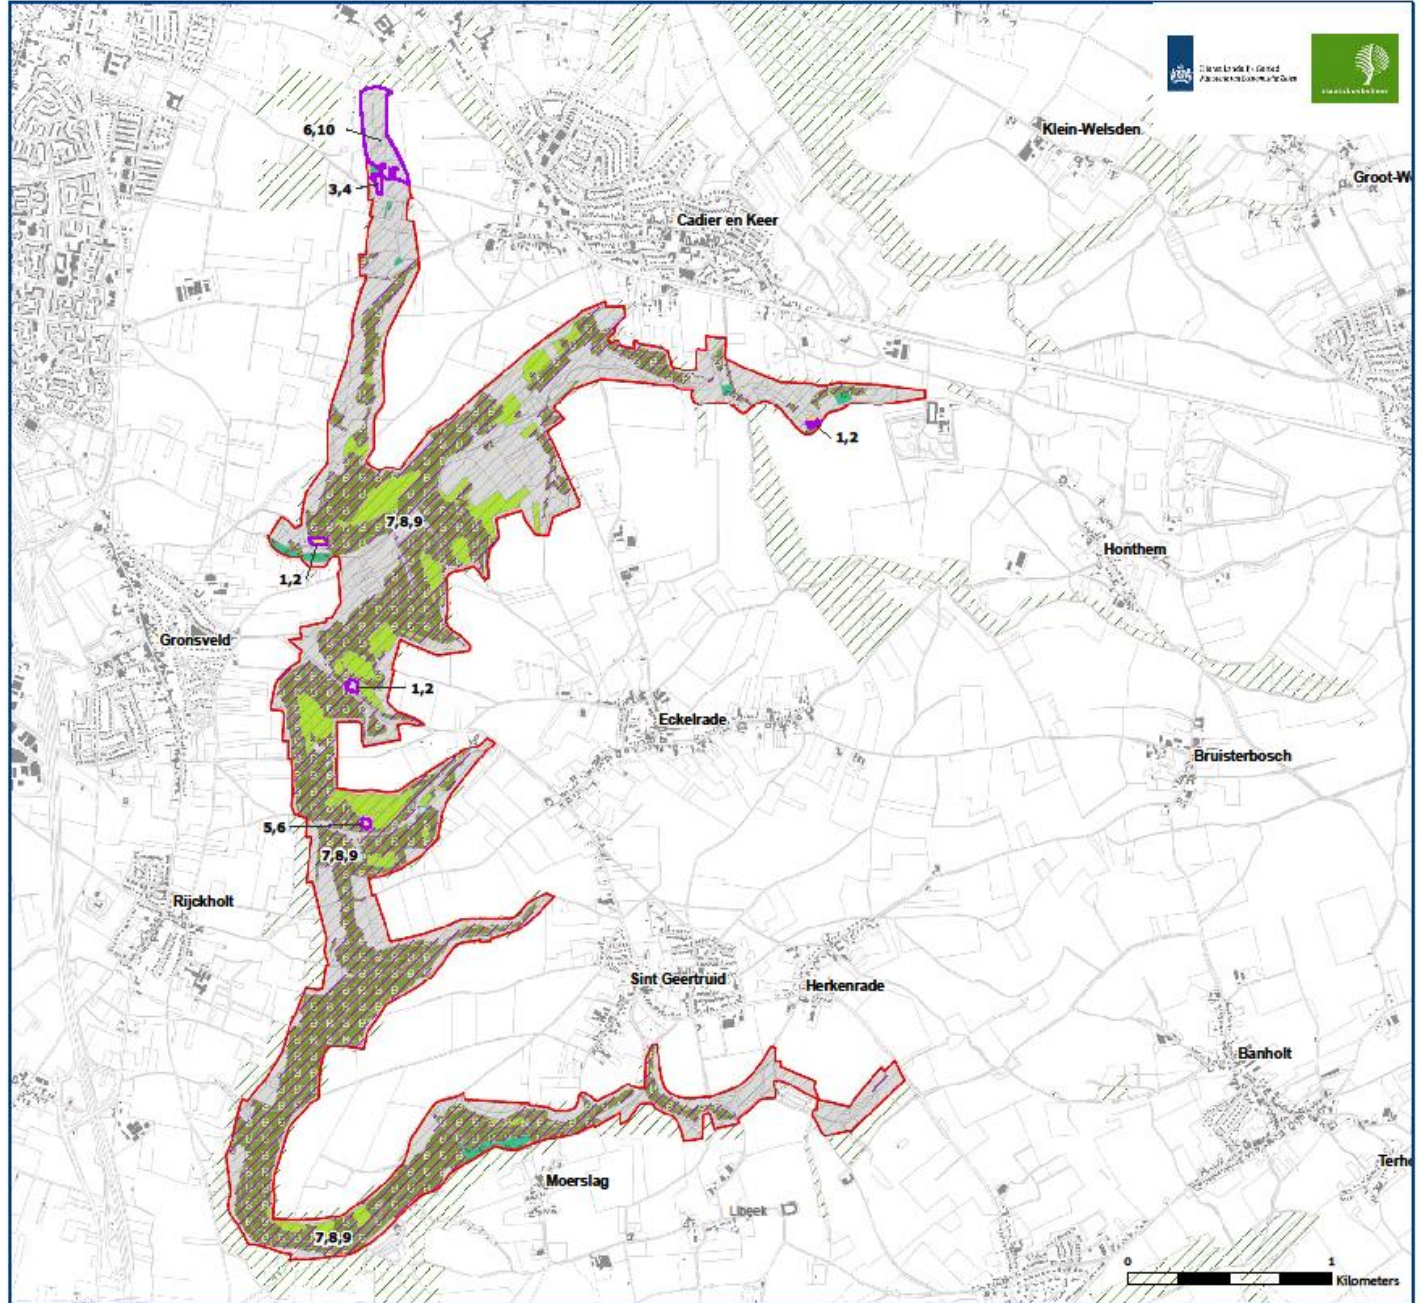 Klein-Welsden
6,10
Groot-W
3,4
Cadier en Keer
1,2
7,8,9
Honthem
1,2
Gronsveld
1,2
Eckelrade
Bruisterbosch
5,6
7,8,9
Rijckholt
Sint Geertruid
Herkenrade
Banholt
Terh
Moerslag
Libeek
7,8,9
0 1
Kilometers